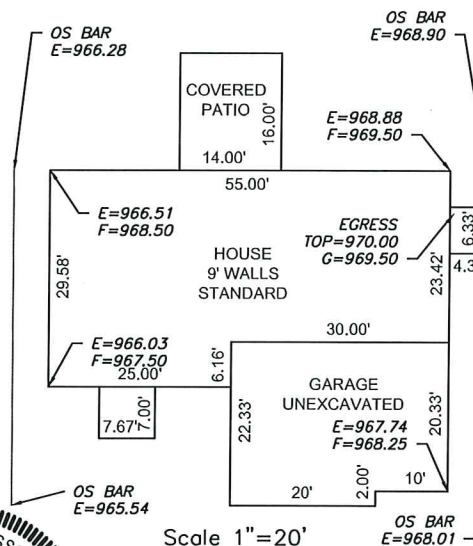 OS BAR
E=966.28
OS BAR
E=968.90
COVERED
PATIO
16.00'
14.00'
E=968.88
F=969.50
55.00'
E=966.51
F=968.50
EGRESS
TOP=970.00
G=969.50
6.33'
4.3
23.42'
29.58'
HOUSE
9' WALLS
STANDARD
30.00'
E=966.03
F=967.50
25.00'
6.16'
7.67'
7.00'
GARAGE
UNEXCAVATED
22.33'
20.33'
E=967.74
F=968.25
20'
2.00'
10'
OS BAR
E=965.54
Scale 1"=20'
OS BAR
E=968.01